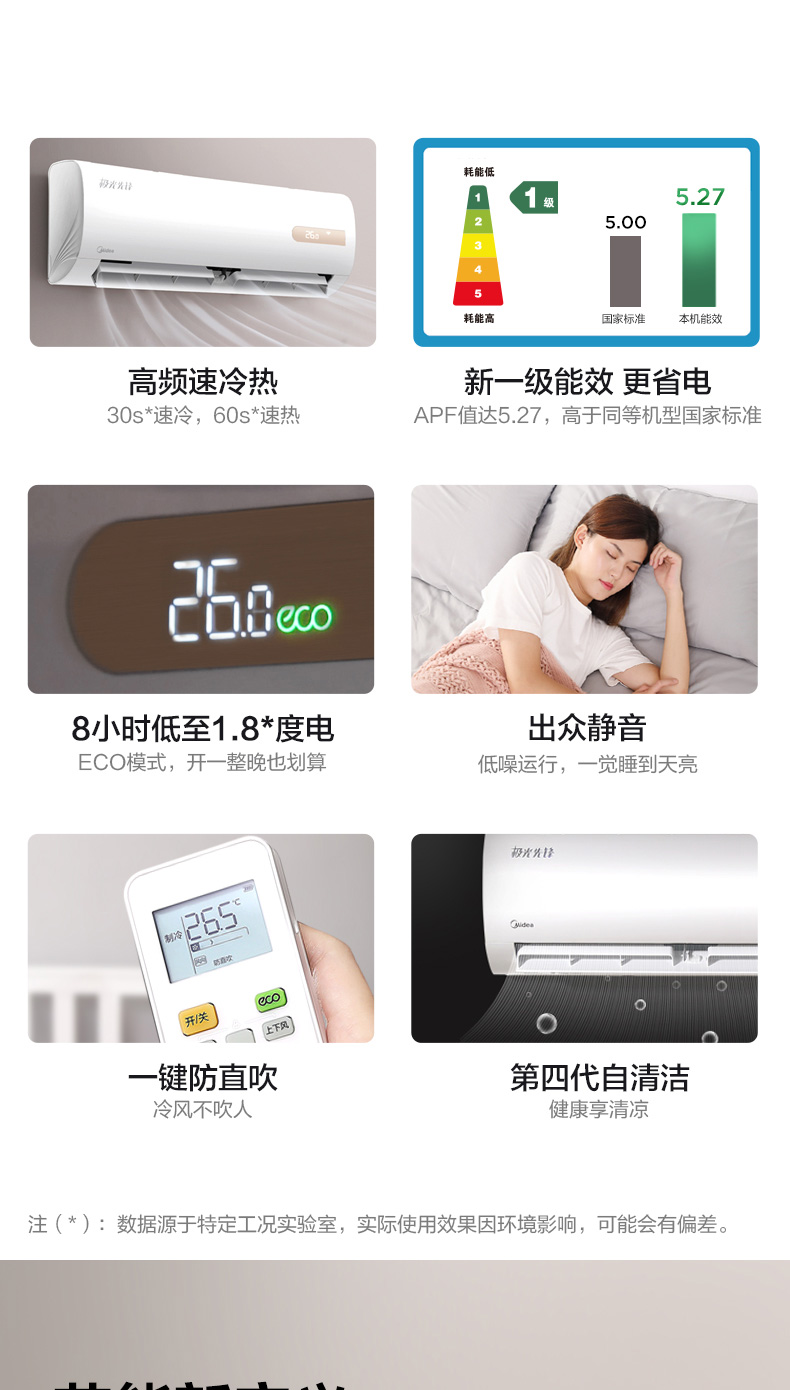 极光先锋
26.0
Midea
耗能低
1
2
3
4
5
耗能高
1级
5.00
5.27
国家标准
本机能效
高频速冷热
30s*速冷，60s*速热
新一级能效 更省电
APF值达5.27，高于同等机型国家标准
26.0 eco
8小时低至1.8*度电
ECO模式，开一整晚也划算
出众静音
低噪运行，一觉睡到天亮
制冷 26.5℃
防直吹
开/关
eco
上下风
极光先锋
Midea
一键防直吹
冷风不吹人
第四代自清洁
健康享清凉
注（*）：数据源于特定工况实验室，实际使用效果因环境影响，可能会有偏差。